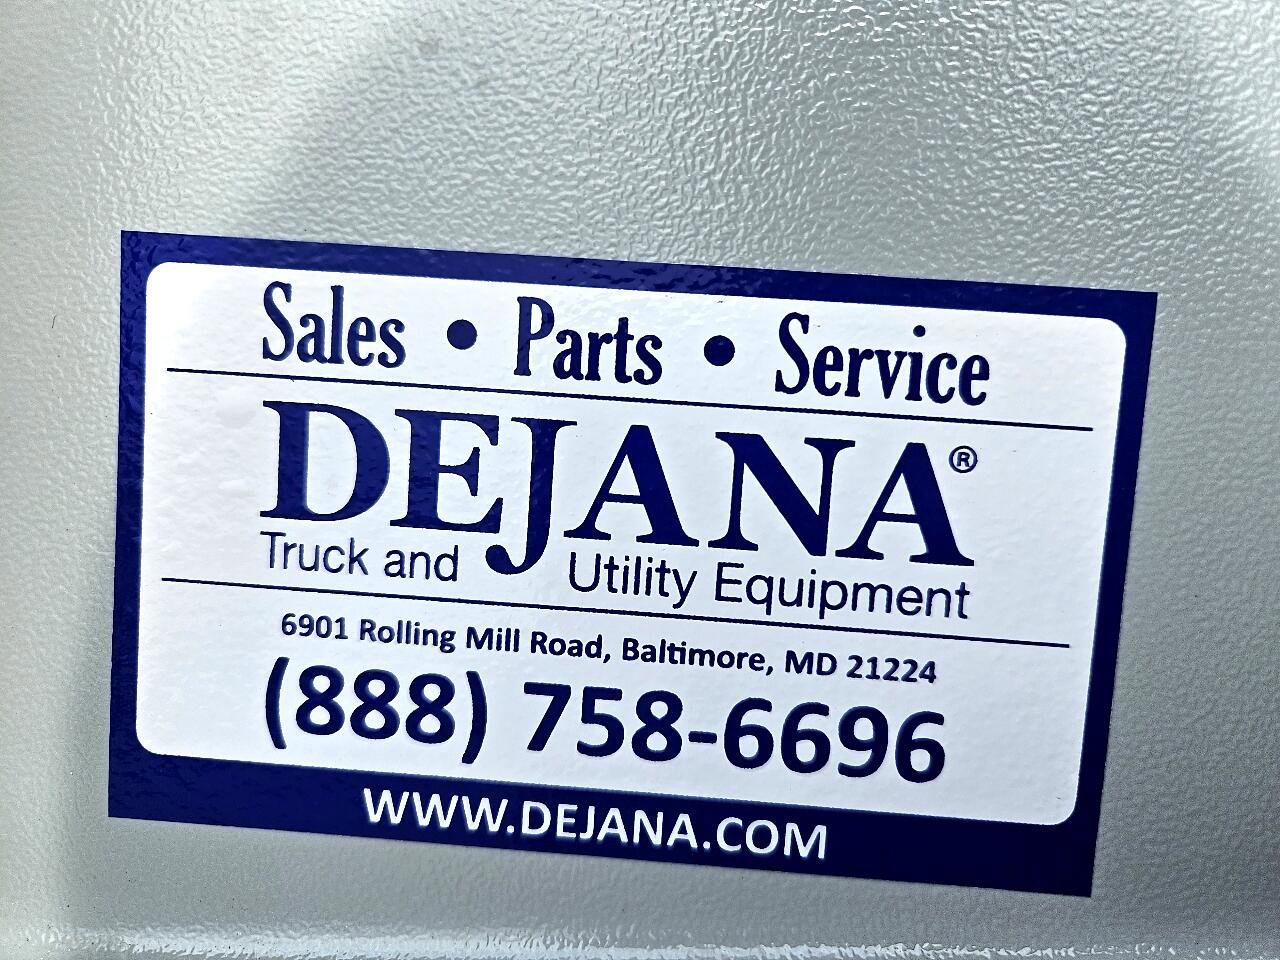 Sales • Parts • Service
DEJANA®
Truck and Utility Equipment
6901 Rolling Mill Road, Baltimore, MD 21224
(888) 758-6696
WWW.DEJANA.COM